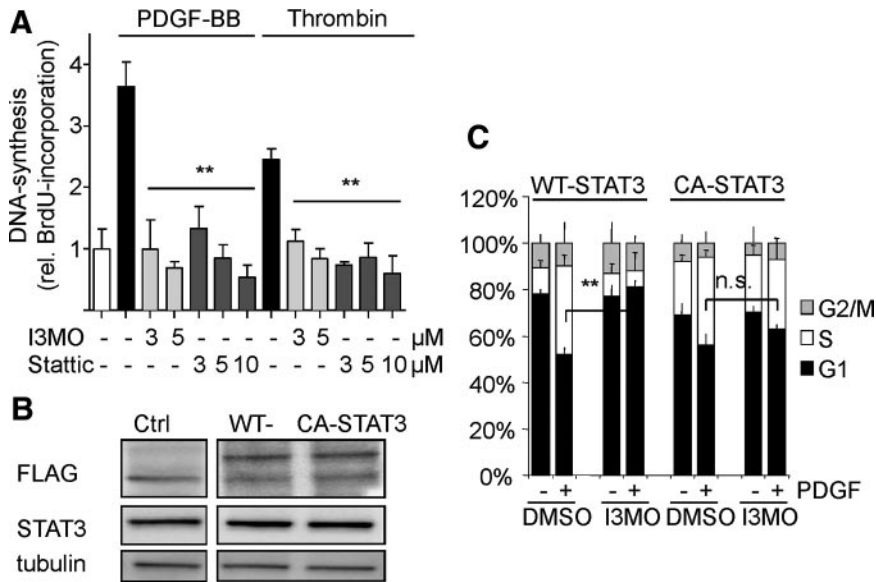 A
PDGF-BB Thrombin
DNA-synthesis
(rel. BrdU-incorporation)
4
2
1
** **
I3MO - - 3 5 - - - - 3 5 - - - µM
Stattic - - - - 3 5 10 - - - 3 5 10 µM
B
Ctrl WT- CA-STAT3
FLAG
STAT3
tubulin
C
WT-STAT3 CA-STAT3
120%
100%
80%
60%
40%
20%
0%
** n.s.
G2/M
S
G1
- + - + - + - + PDGF
DMSO I3MO DMSO I3MO